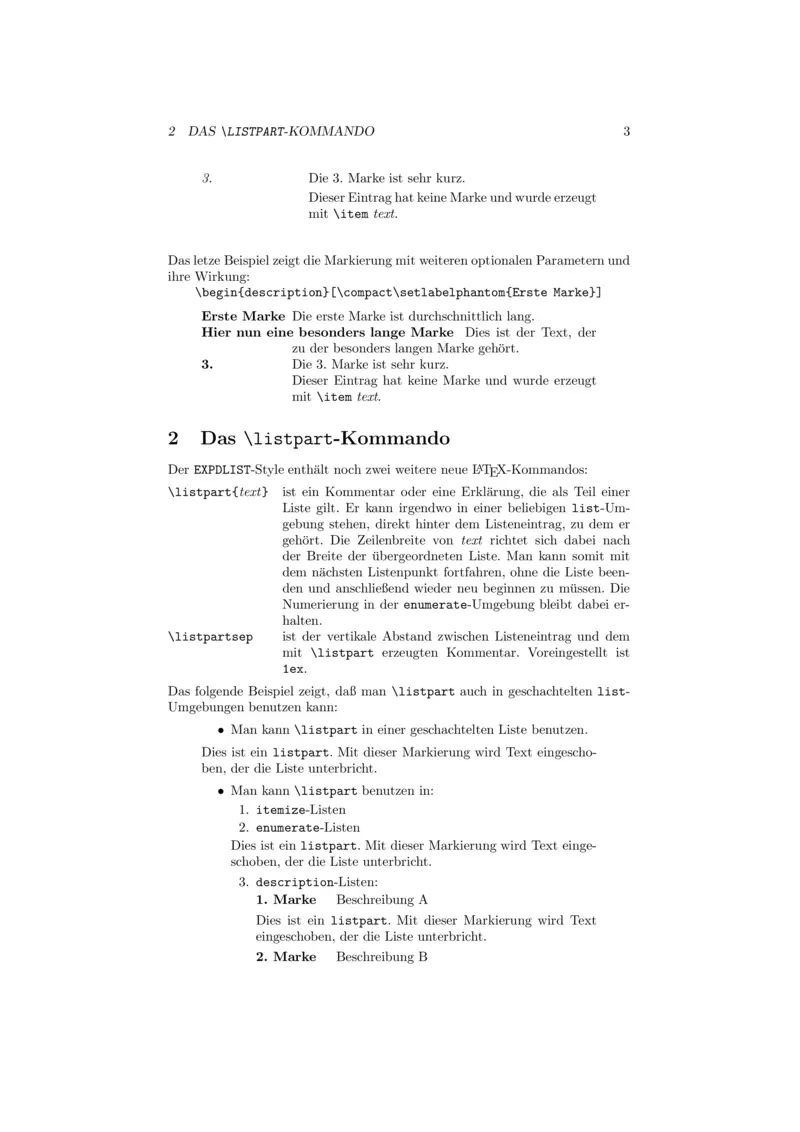 2 DAS \LISTPART-KOMMANDO 3
3. Die 3. Marke ist sehr kurz.
Dieser Eintrag hat keine Marke und wurde erzeugt
mit \item text.
Das letze Beispiel zeigt die Markierung mit weiteren optionalen Parametern und
ihre Wirkung:
\begin{description}[\compact\setlabelphantom{Erste Marke}]
Erste Marke Die erste Marke ist durchschnittlich lang.
Hier nun eine besonders lange Marke Dies ist der Text, der
zu der besonders langen Marke gehört.
3. Die 3. Marke ist sehr kurz.
Dieser Eintrag hat keine Marke und wurde erzeugt
mit \item text.
2 Das \listpart-Kommando
Der EXPDLIST-Style enthält noch zwei weitere neue LATEX-Kommandos:
\listpart{text} ist ein Kommentar oder eine Erklärung, die als Teil einer
Liste gilt. Er kann irgendwo in einer beliebigen list-Um-
gebung stehen, direkt hinter dem Listeneintrag, zu dem er
gehört. Die Zeilenbreite von text richtet sich dabei nach
der Breite der übergeordneten Liste. Man kann somit mit
dem nächsten Listenpunkt fortfahren, ohne die Liste been-
den und anschließend wieder neu beginnen zu müssen. Die
Numerierung in der enumerate-Umgebung bleibt dabei er-
halten.
\listpartsep ist der vertikale Abstand zwischen Listeneintrag und dem
mit \listpart erzeugten Kommentar. Voreingestellt ist
1ex.
Das folgende Beispiel zeigt, daß man \listpart auch in geschachtelten list-
Umgebungen benutzen kann:
• Man kann \listpart in einer geschachtelten Liste benutzen.
Dies ist ein listpart. Mit dieser Markierung wird Text eingescho-
ben, der die Liste unterbricht.
• Man kann \listpart benutzen in:
1. itemize-Listen
2. enumerate-Listen
Dies ist ein listpart. Mit dieser Markierung wird Text einge-
schoben, der die Liste unterbricht.
3. description-Listen:
1. Marke Beschreibung A
Dies ist ein listpart. Mit dieser Markierung wird Text
eingeschoben, der die Liste unterbricht.
2. Marke Beschreibung B